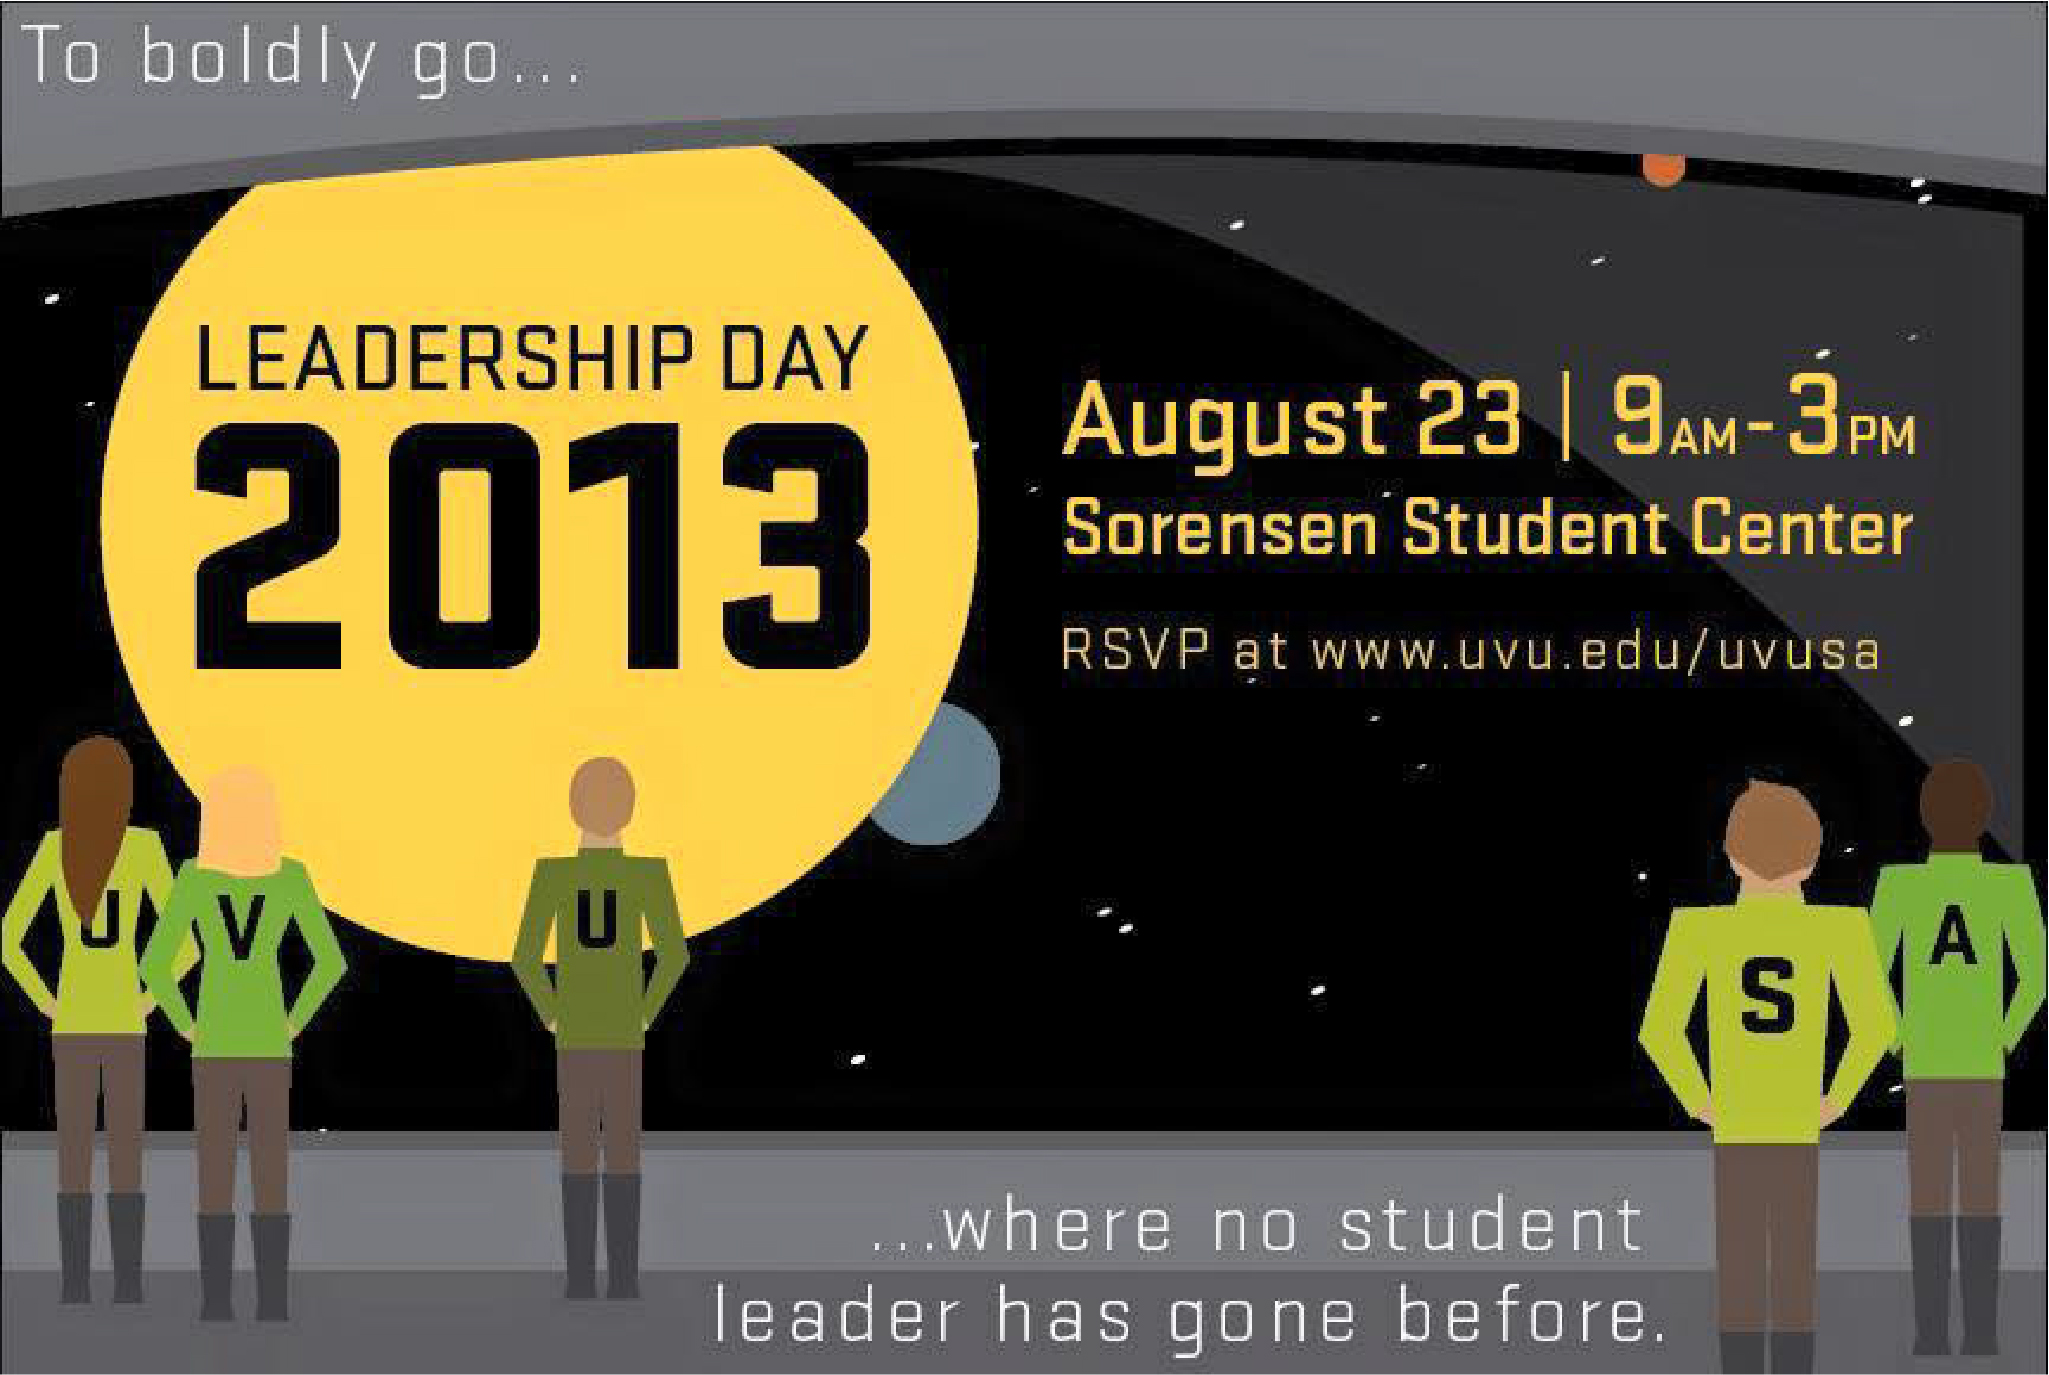 To boldly go...
LEADERSHIP DAY
2013
August 23 | 9AM-3PM
Sorensen Student Center
RSVP at www.uvu.edu/uvusa
U V U S A
...where no student
leader has gone before.